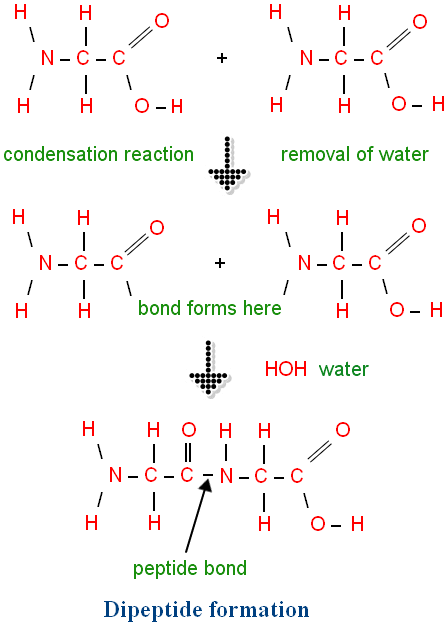 H H O H H O
N C C + N C C
H H O H H H O H
condensation reaction removal of water
H H O H H O
N C C + N C C
H H bond forms here H O H
HOH water
H H O H H O
N C C N C C
H H H O H
peptide bond
Dipeptide formation